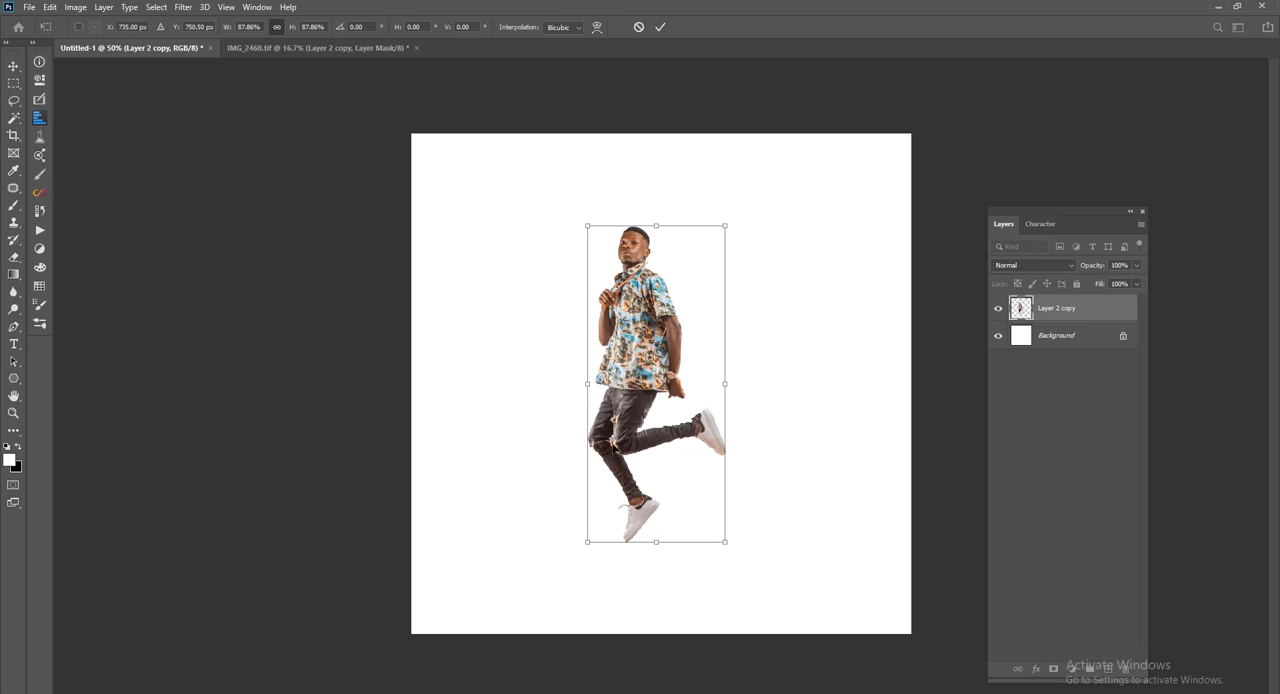 File Edit Image Layer Type Select Filter 3D View Window Help
X: 735.00 px Y: 750.50 px W: 87.86% H: 87.86% 0.00 ° H: 0.00 ° V: 0.00 ° Interpolation: Bicubic
Untitled-1 @ 50% (Layer 2 copy, RGB/8) * × IMG_2460.tif @ 16.7% (Layer 2 copy, Layer Mask/8) * ×
Layers Character
Kind
Normal Opacity: 100%
Lock: Fill: 100%
Layer 2 copy
Background
fx
Activate Windows
Go to Settings to activate Windows.